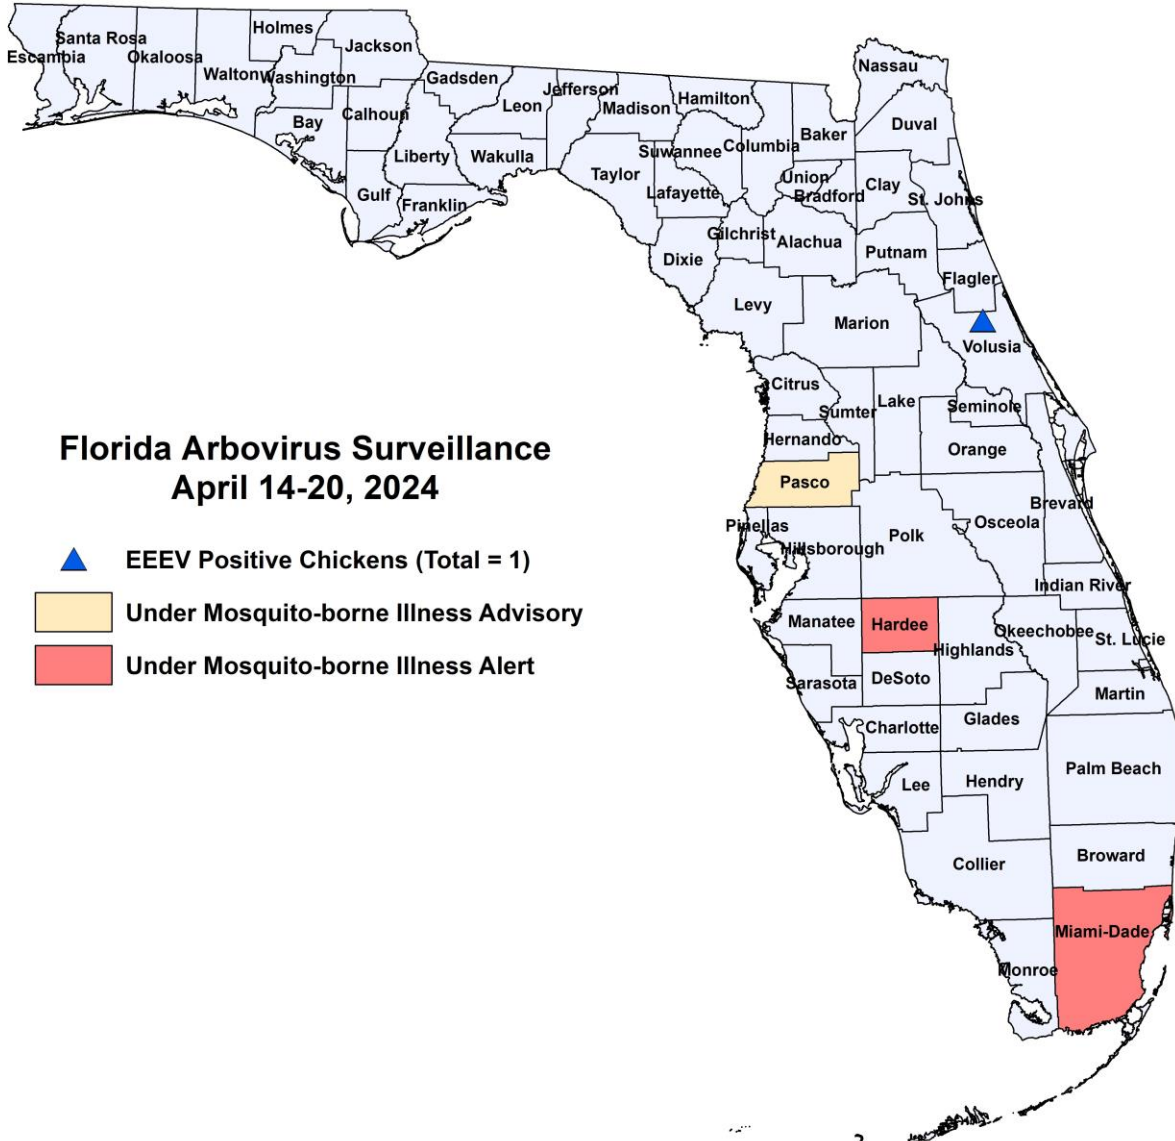 Holmes
Santa Rosa
Escambia
Okaloosa
Walton
Washington
Jackson
Gadsden
Jefferson
Leon
Madison
Hamilton
Nassau
Duval
Baker
Bay
Calhoun
Liberty
Wakulla
Taylor
Suwannee
Columbia
Union
Bradford
Clay
St. Johns
Gulf
Franklin
Lafayette
Gilchrist
Alachua
Putnam
Dixie
Flagler
Levy
Marion
Volusia
Citrus
Sumter
Lake
Seminole
Hernando
Orange
Florida Arbovirus Surveillance
April 14-20, 2024
Pasco
Brevard
Osceola
Pinellas
Hillsborough
Polk
EEEV Positive Chickens (Total = 1)
Under Mosquito-borne Illness Advisory
Under Mosquito-borne Illness Alert
Indian River
Manatee
Hardee
Highlands
Okeechobee
St. Lucie
Sarasota
DeSoto
Martin
Charlotte
Glades
Palm Beach
Lee
Hendry
Collier
Broward
Miami-Dade
Monroe